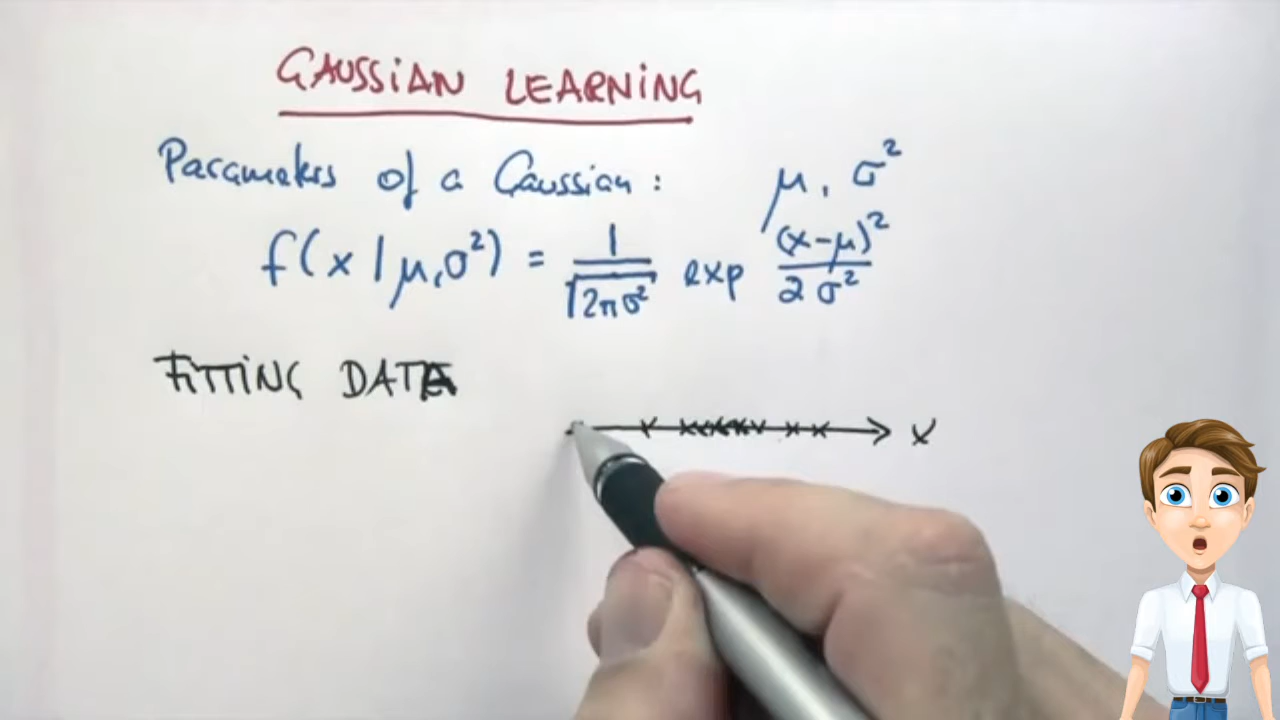 GAUSSiAN LEARNING
Parameters of a Gaussian: μ, σ²
f(x | μ,σ²) = 1/√(2πσ²) exp (x-μ)²/2σ²
FiTTiNG DATA
x